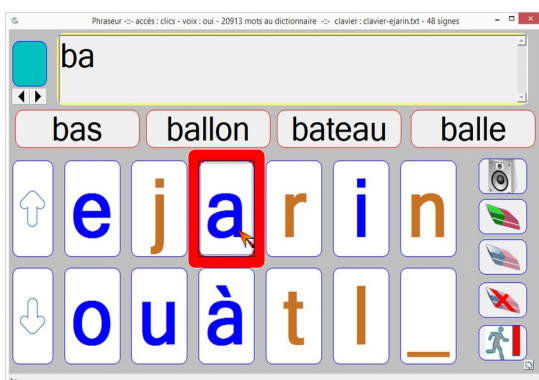 Phraseur -:- accès : clics - voix : oui - 20913 mots au dictionnaire -:- clavier : clavier-ejarin.txt - 48 signes
ba
bas ballon bateau balle
e j a r i n
o u à t l _